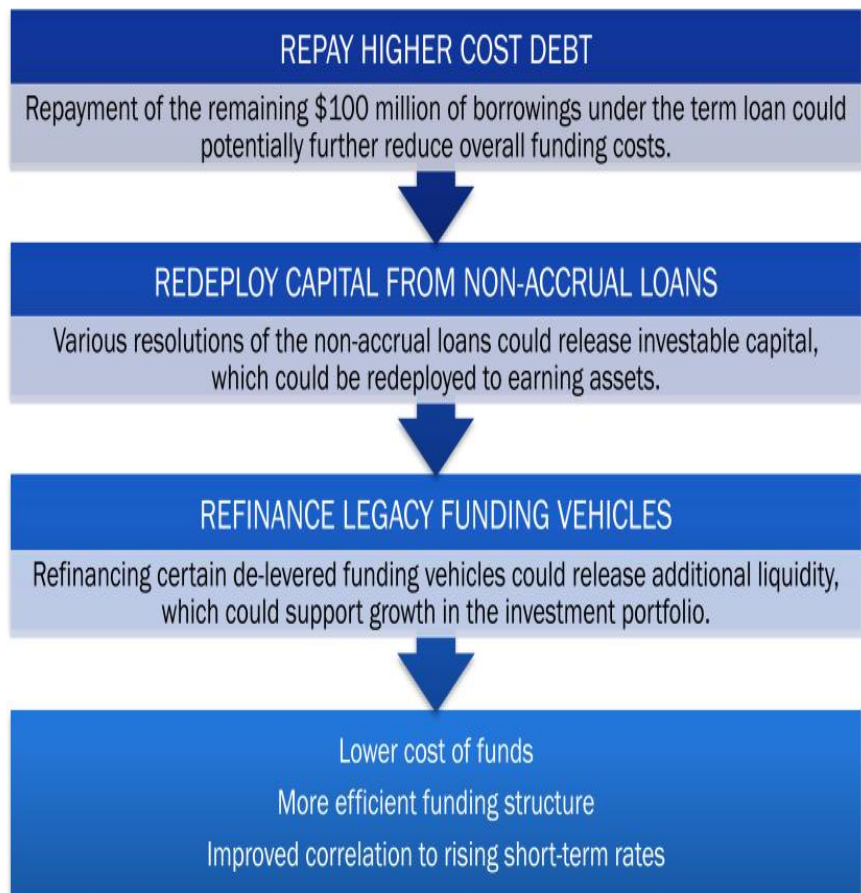 REPAY HIGHER COST DEBT
Repayment of the remaining $100 million of borrowings under the term loan could
potentially further reduce overall funding costs.
REDEPLOY CAPITAL FROM NON-ACCRUAL LOANS
Various resolutions of the non-accrual loans could release investable capital,
which could be redeployed to earning assets.
REFINANCE LEGACY FUNDING VEHICLES
Refinancing certain de-levered funding vehicles could release additional liquidity,
which could support growth in the investment portfolio.
Lower cost of funds
More efficient funding structure
Improved correlation to rising short-term rates